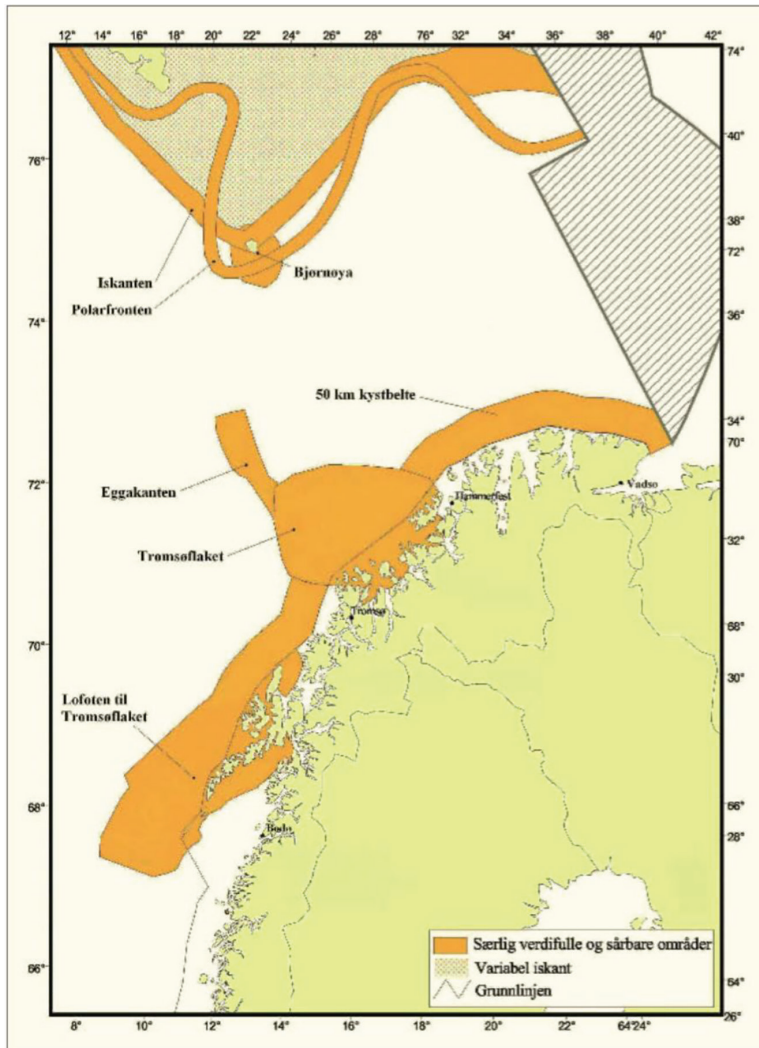 12° 16° 18° 20° 22° 24° 26° 28° 76° 32° 34° 36° 38° 40° 42°
74°
76°
40°
38°
72°
Iskanten
Bjørnøya
Polarfronten
36°
74°
50 km kystbelte
34°
70°
Eggakanten
72°
Hammerfest
Vadsø
Tromsøflaket
32°
Tromsø
68°
70°
30°
Lofoten til
Tromsøflaket
68°
66°
28°
Bodø
Særlig verdifulle og sårbare områder
Variabel iskant
Grunnlinjen
66°
64°
26°
8° 10° 12° 14° 16° 18° 20° 22° 64°24°